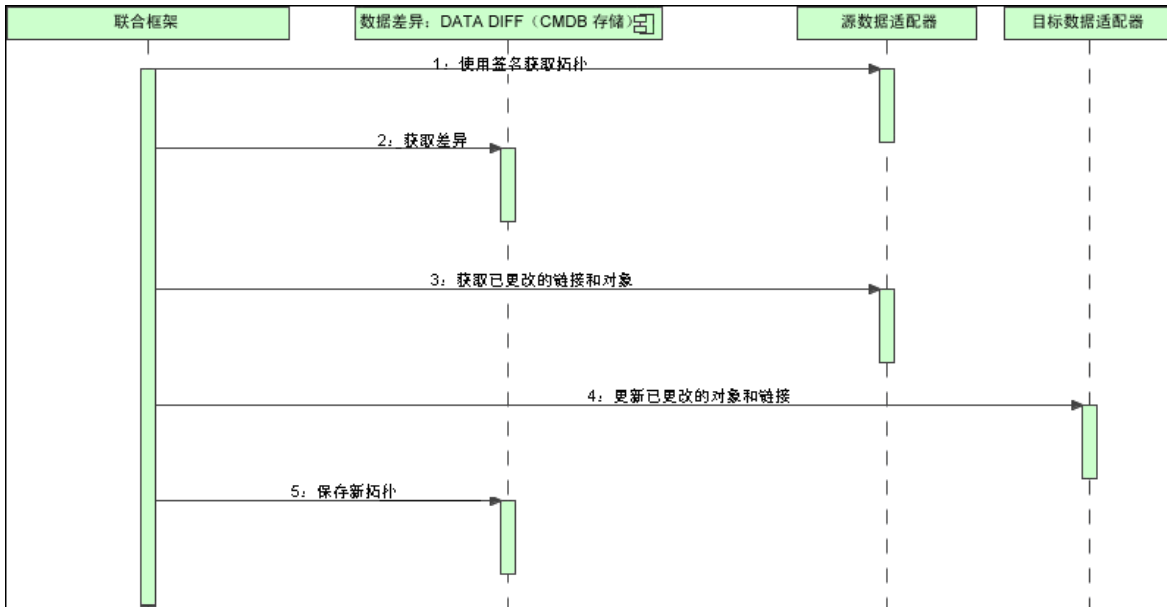 联合框架
数据差异：DATA DIFF（CMDB 存储）
源数据适配器
目标数据适配器
1：使用签名获取拓扑
2：获取差异
3：获取已更改的链接和对象
4：更新已更改的对象和链接
5：保存新拓扑